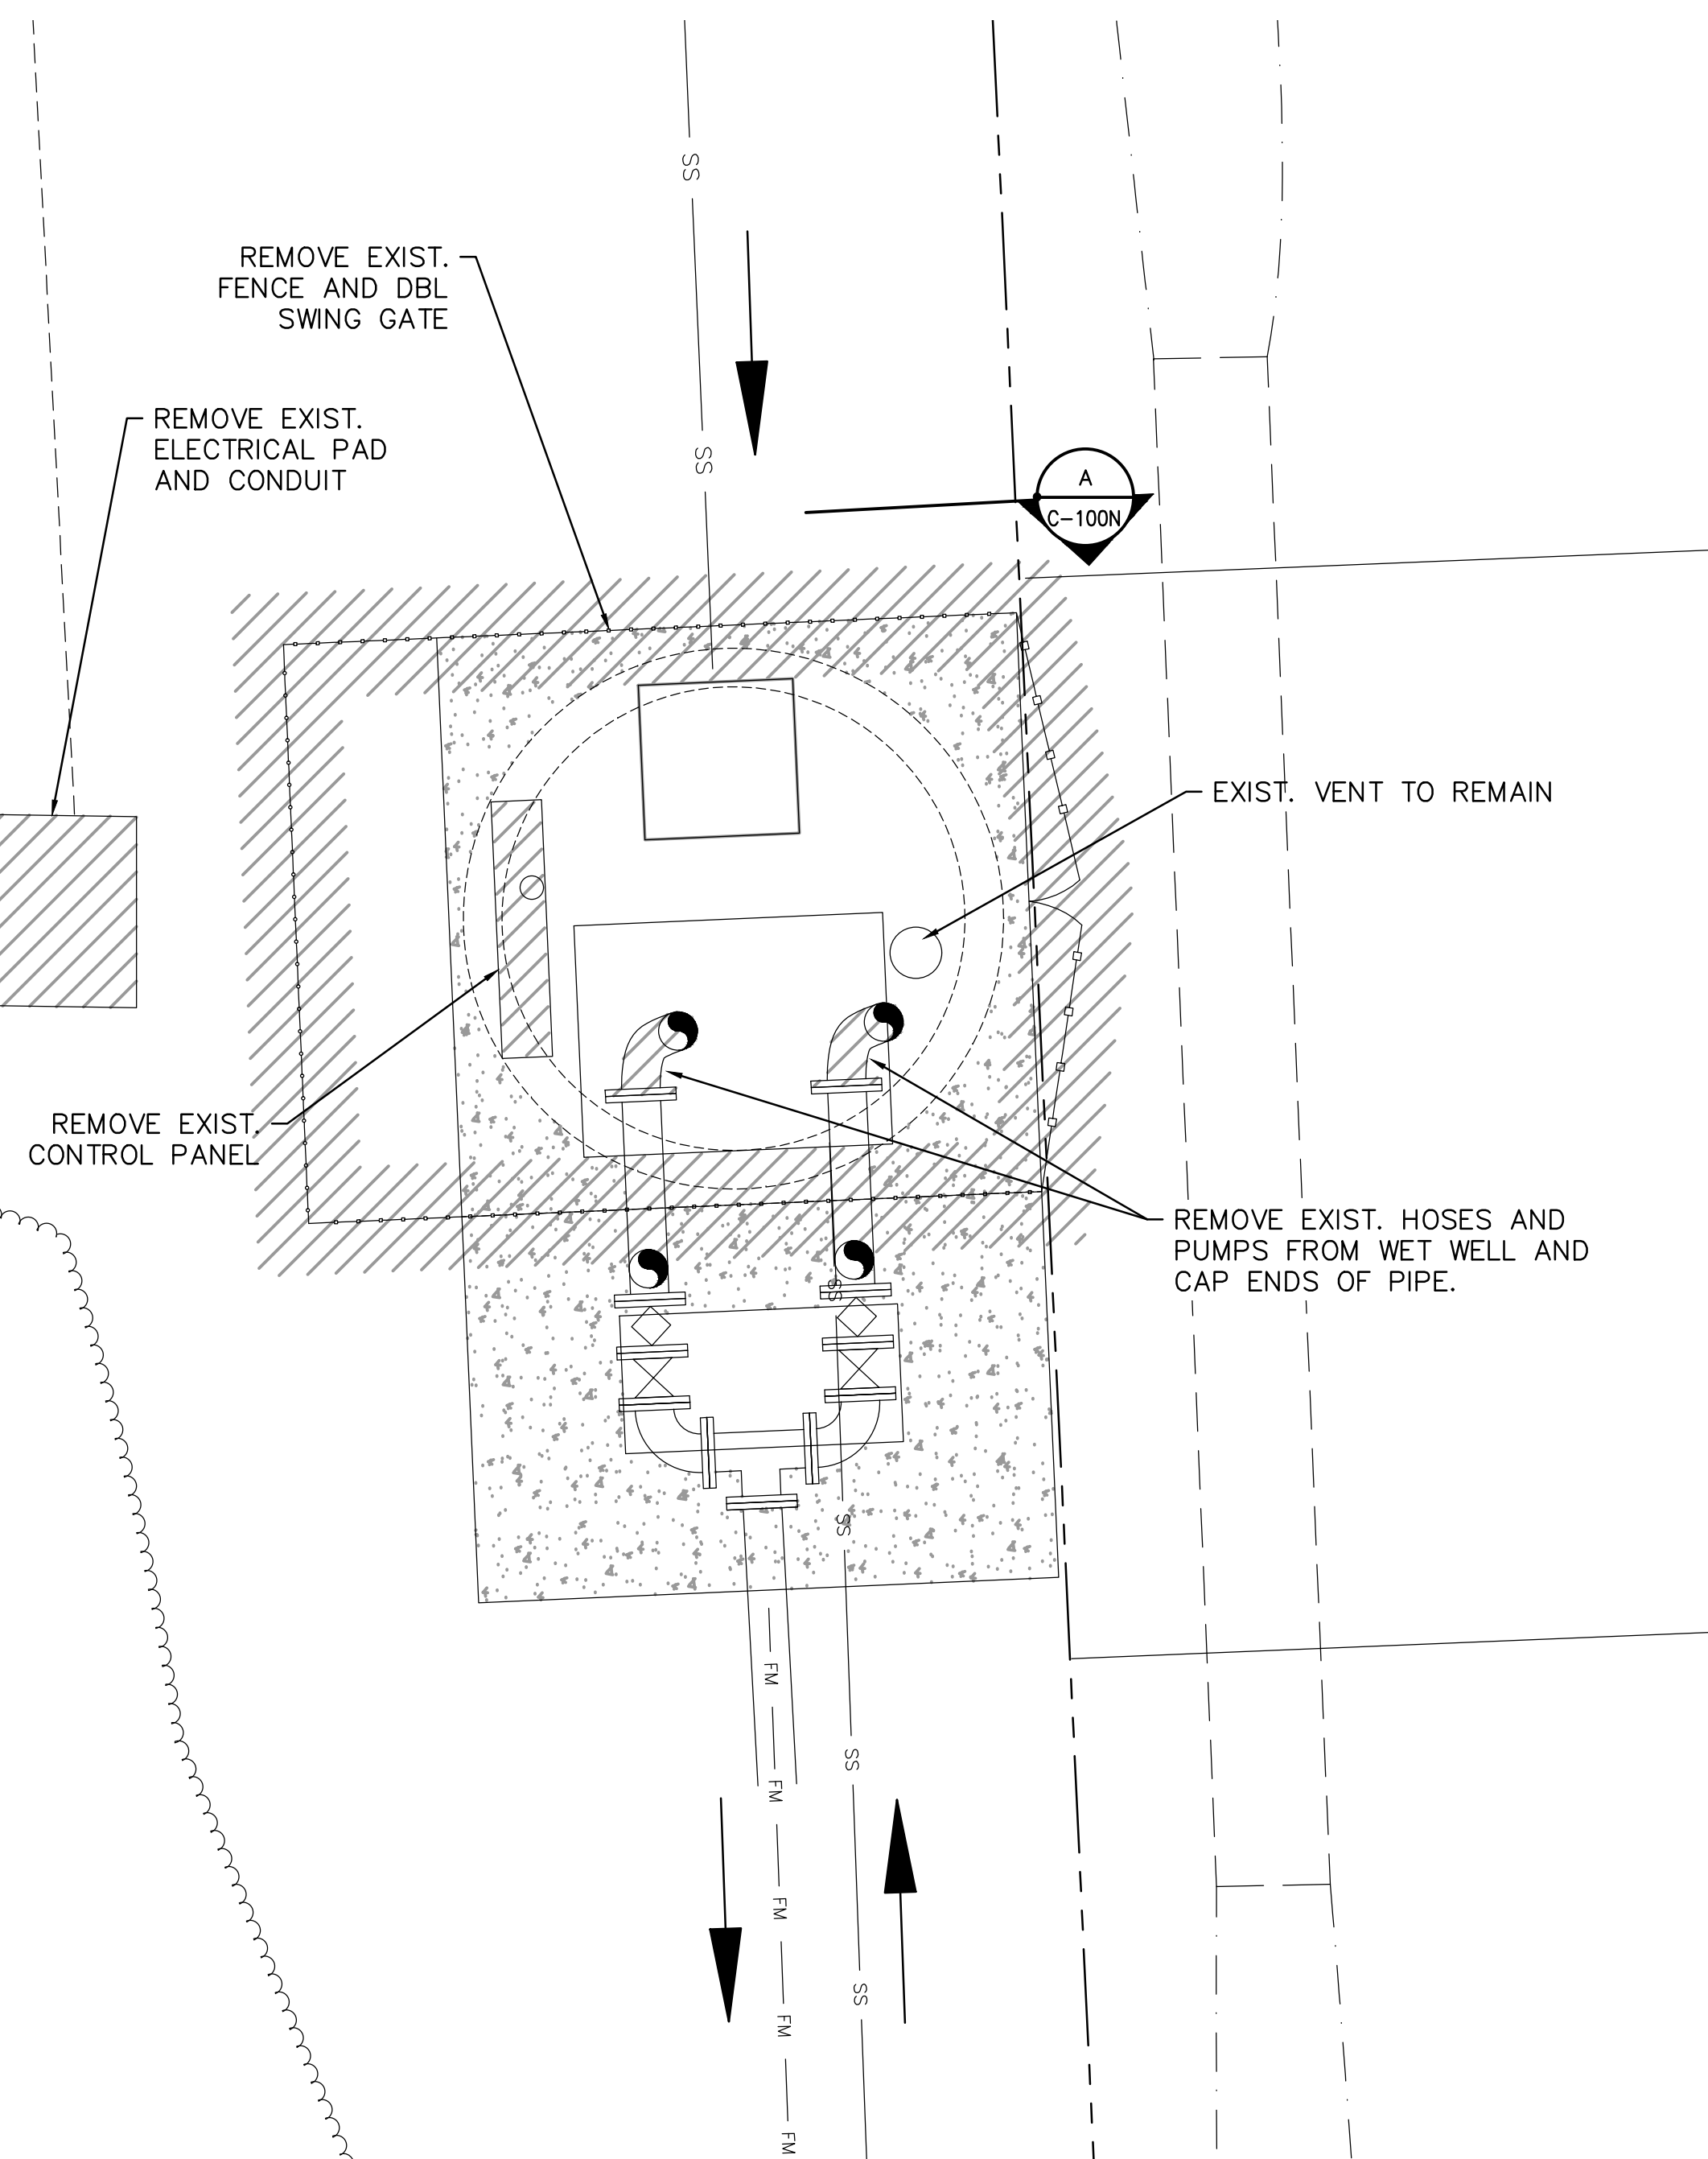 SS
REMOVE EXIST.
FENCE AND DBL
SWING GATE
REMOVE EXIST.
ELECTRICAL PAD
AND CONDUIT
SS
A
C-100N
EXIST. VENT TO REMAIN
REMOVE EXIST.
CONTROL PANEL
REMOVE EXIST. HOSES AND
PUMPS FROM WET WELL AND
CAP ENDS OF PIPE.
SS
SS
FM
SS
FM
FM
SS
FM
FM